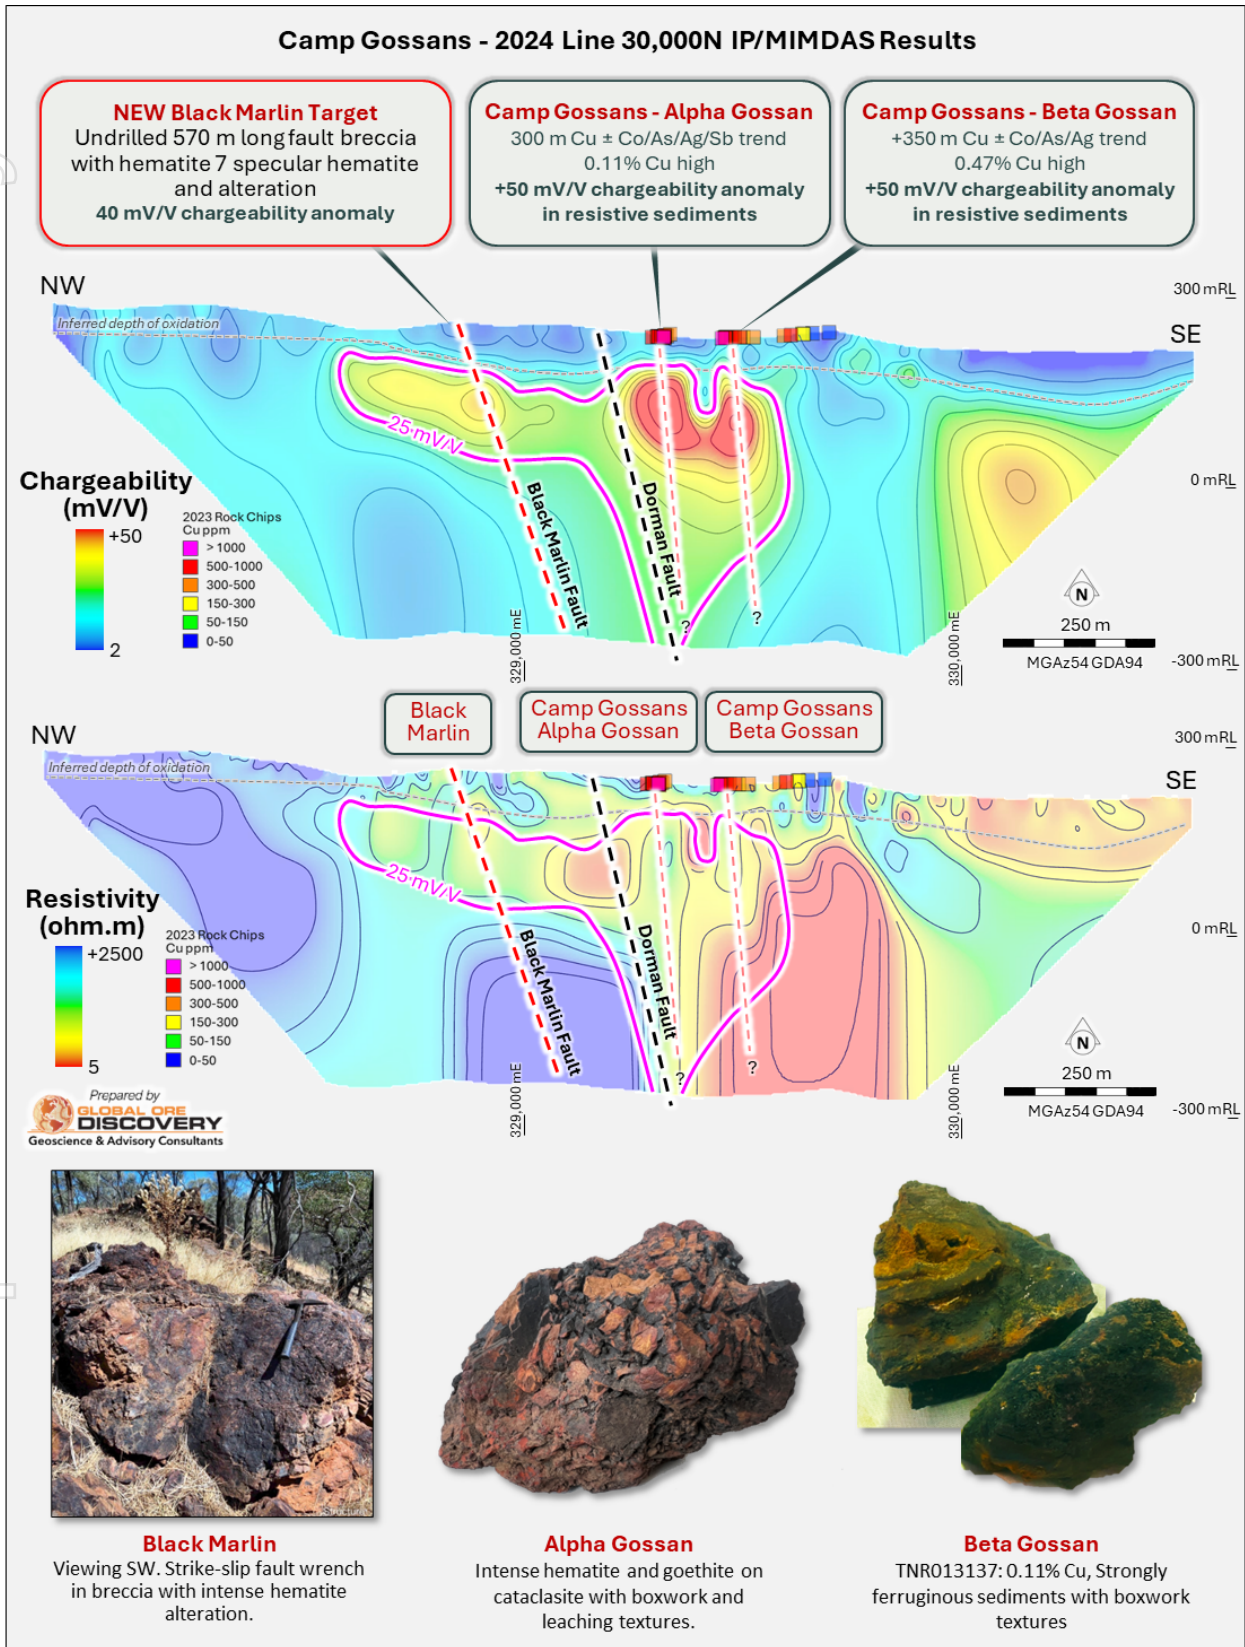 Camp Gossans - 2024 Line 30,000N IP/MIMDAS Results
NEW Black Marlin Target
Undrilled 570 m long fault breccia
with hematite 7 specular hematite
and alteration
40 mV/V chargeability anomaly
Camp Gossans - Alpha Gossan
300 m Cu ± Co/As/Ag/Sb trend
0.11% Cu high
+50 mV/V chargeability anomaly
in resistive sediments
Camp Gossans - Beta Gossan
+350 m Cu ± Co/As/Ag trend
0.47% Cu high
+50 mV/V chargeability anomaly
in resistive sediments
NW
300 mRL
SE
Inferred depth of oxidation
25 mV/V
0 mRL
Chargeability
(mV/V)
+50
2
2023 Rock Chips
Cu ppm
> 1000
500-1000
300-500
150-300
50-150
0-50
Black Marlin Fault
Dorman Fault
?
?
329,000 mE
330,000 mE
N
250 m
MGAz54 GDA94
-300 mRL
Black
Marlin
Camp Gossans
Alpha Gossan
Camp Gossans
Beta Gossan
NW
300 mRL
SE
Inferred depth of oxidation
25 mV/V
0 mRL
Resistivity
(ohm.m)
+2500
5
2023 Rock Chips
Cu ppm
> 1000
500-1000
300-500
150-300
50-150
0-50
Black Marlin Fault
Dorman Fault
?
?
329,000 mE
330,000 mE
N
250 m
MGAz54 GDA94
-300 mRL
Prepared by
GLOBAL ORE
DISCOVERY
Geoscience & Advisory Consultants
Black Marlin
Viewing SW. Strike-slip fault wrench
in breccia with intense hematite
alteration.
Alpha Gossan
Intense hematite and goethite on
cataclasite with boxwork and
leaching textures.
Beta Gossan
TNR013137: 0.11% Cu, Strongly
ferruginous sediments with boxwork
textures